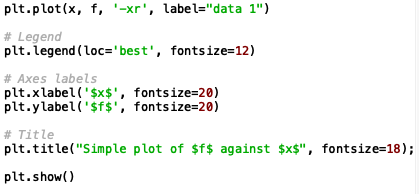 plt.plot(x, f, '-xr', label="data 1")
# Legend
plt.legend(loc='best', fontsize=12)
# Axes labels
plt.xlabel('$x$', fontsize=20)
plt.ylabel('$f$', fontsize=20)
# Title
plt.title("Simple plot of $f$ against $x$", fontsize=18);
plt.show()